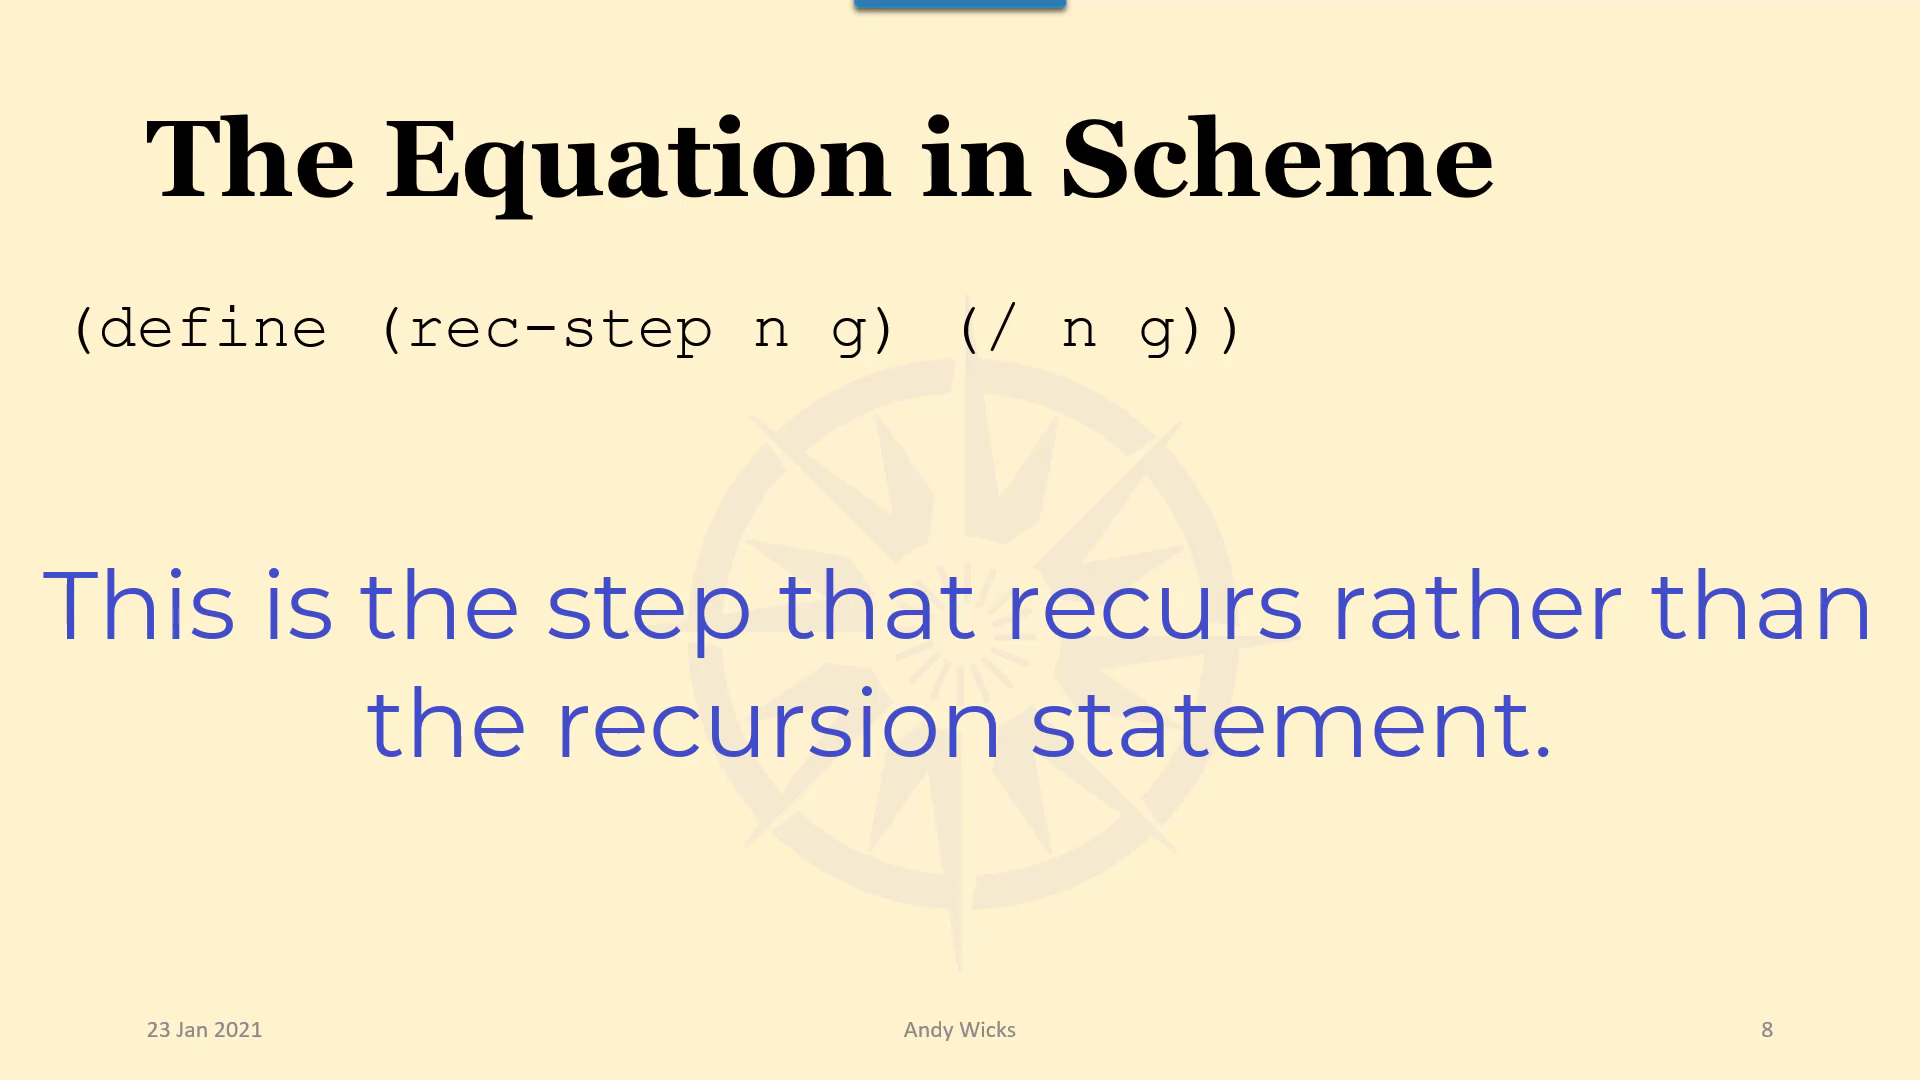 The Equation in Scheme
(define (rec-step n g) (/ n g))
This is the step that recurs rather than
the recursion statement.
23 Jan 2021
Andy Wicks
8